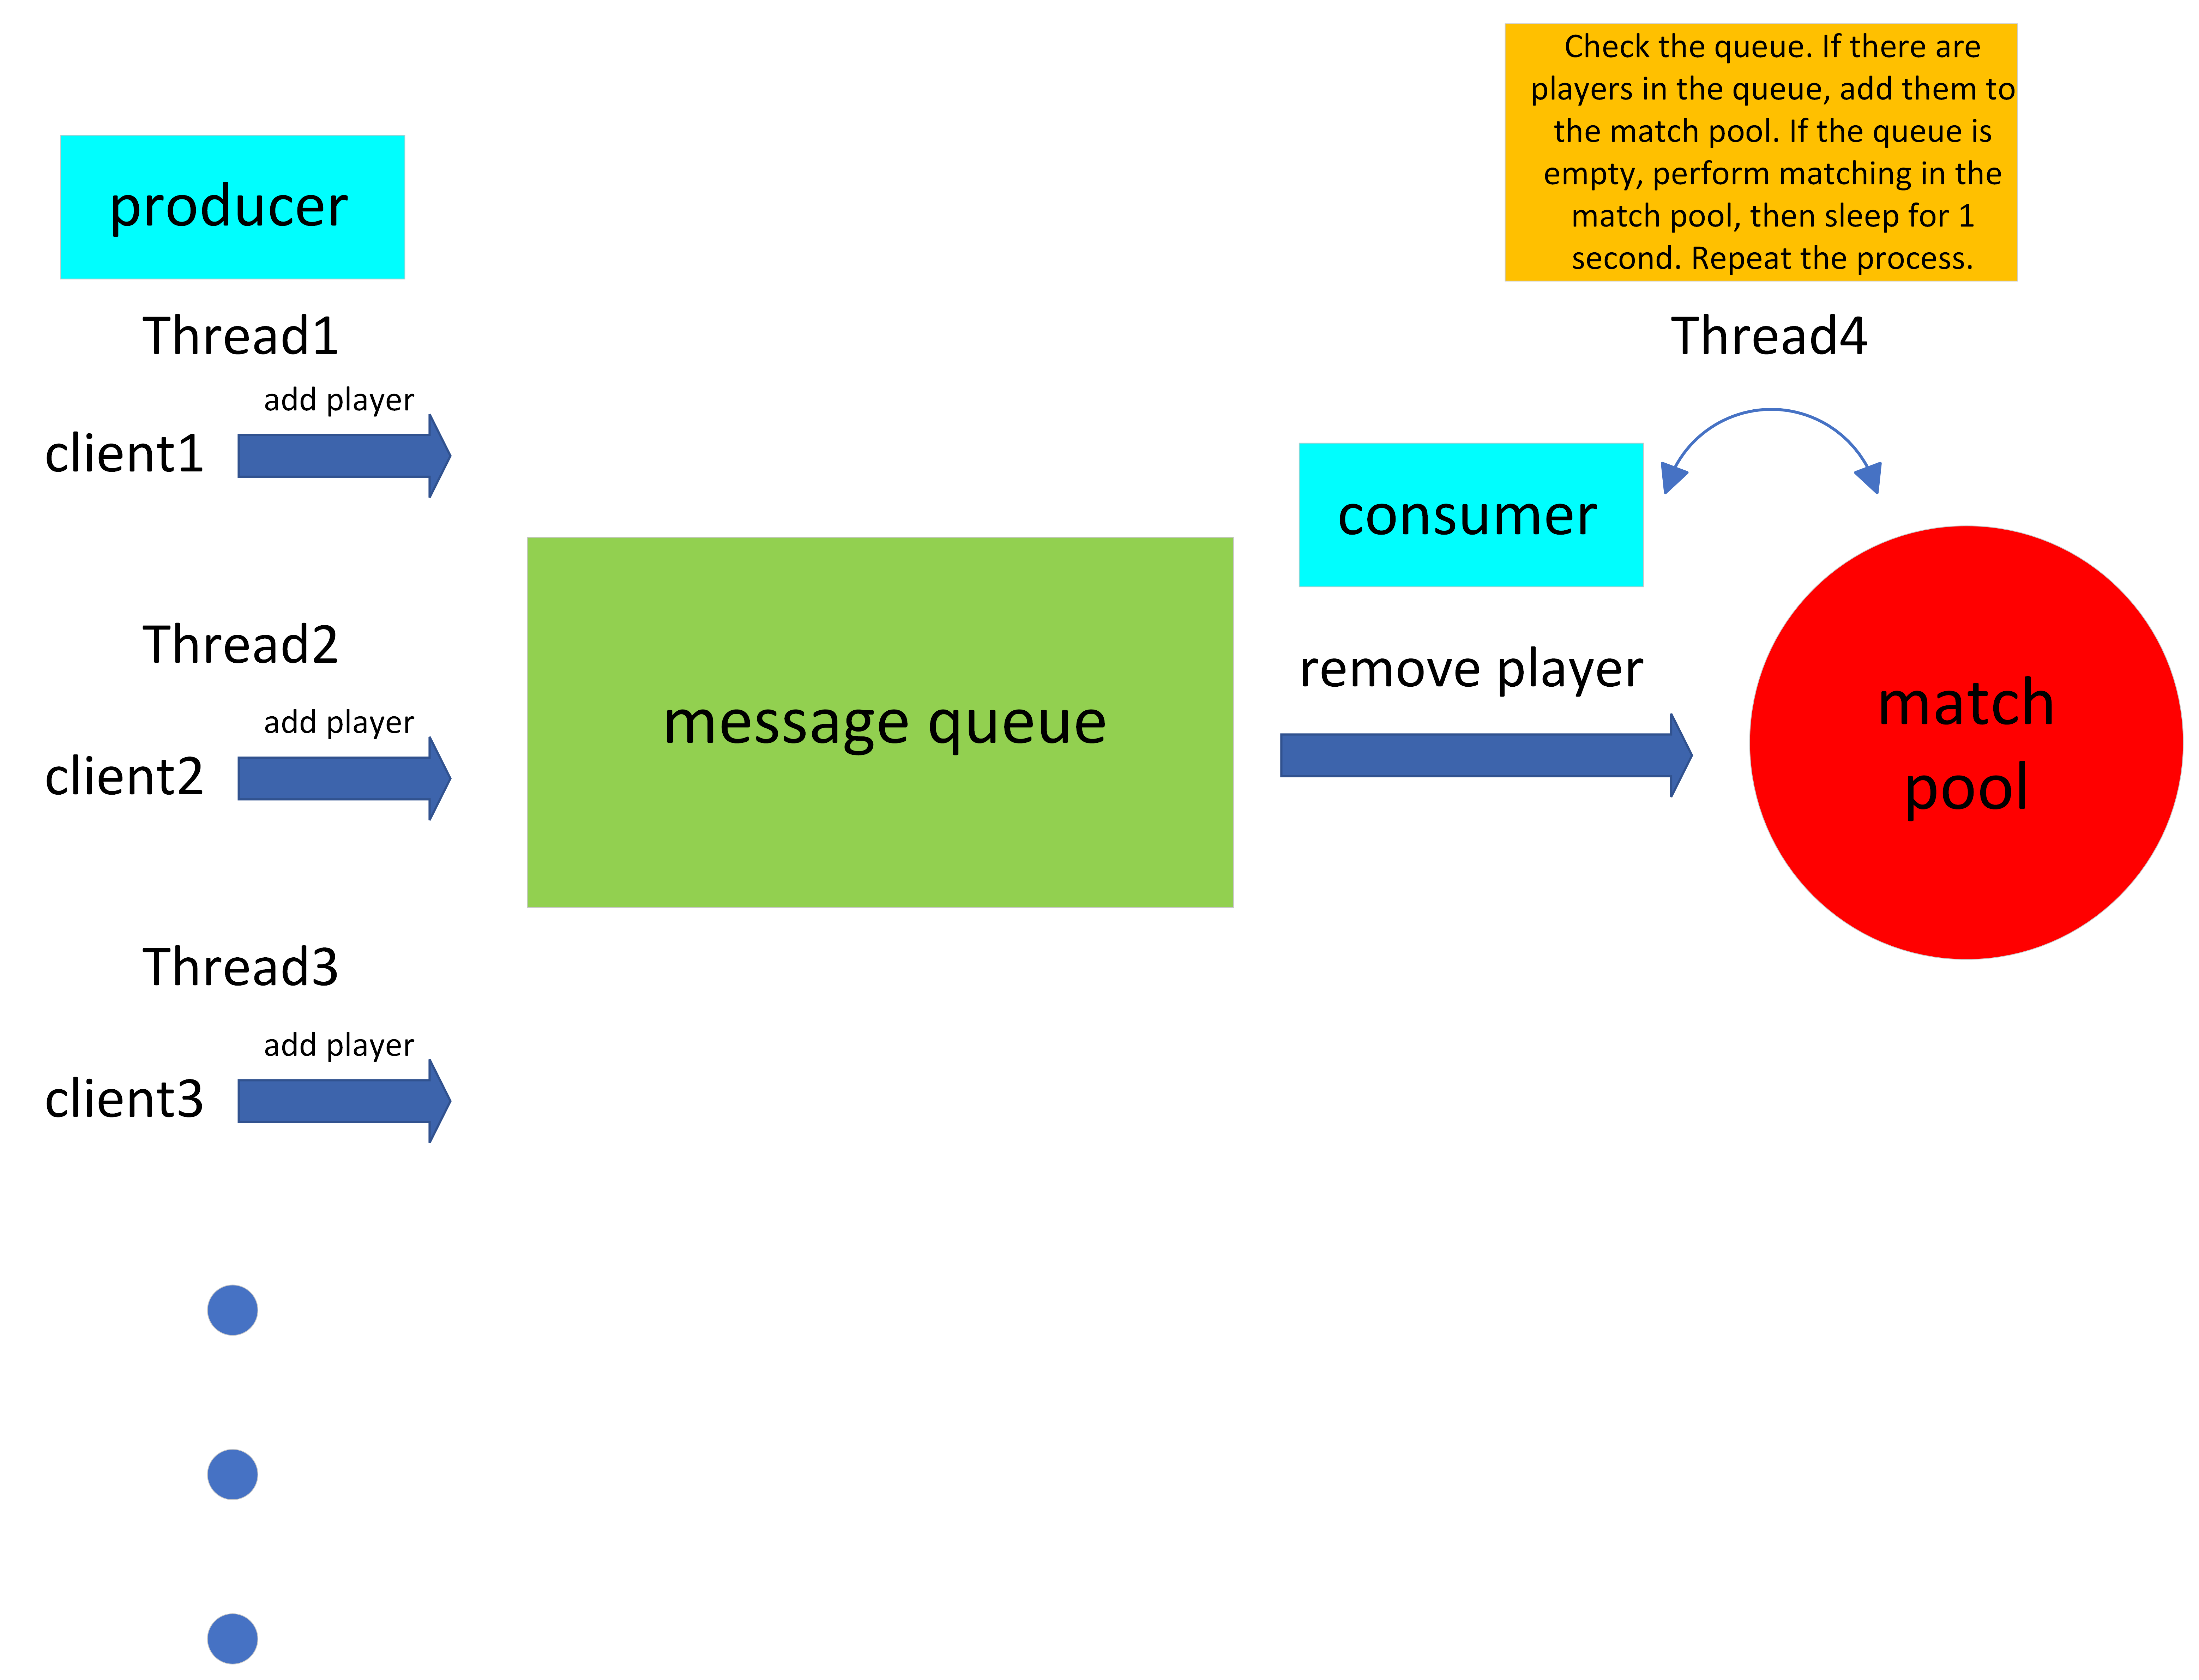 Check the queue. If there are
players in the queue, add them to
the match pool. If the queue is
empty, perform matching in the
match pool, then sleep for 1
second. Repeat the process.
producer
Thread1
Thread4
add player
client1
consumer
Thread2
remove player
add player
message queue
match
pool
client2
Thread3
add player
client3